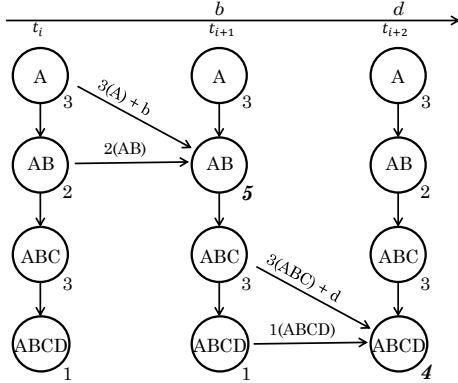 b d
t_i t_{i+1} t_{i+2}
A A A
3 3(A) + b 3 3
AB 2(AB) AB AB
2 5 2
ABC ABC ABC
3 3 3(ABC) + d 3
ABCD ABCD 1(ABCD) ABCD
1 1 4